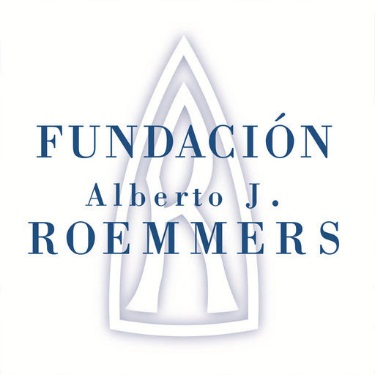 FUNDACIÓN
Alberto J.
ROEMMERS